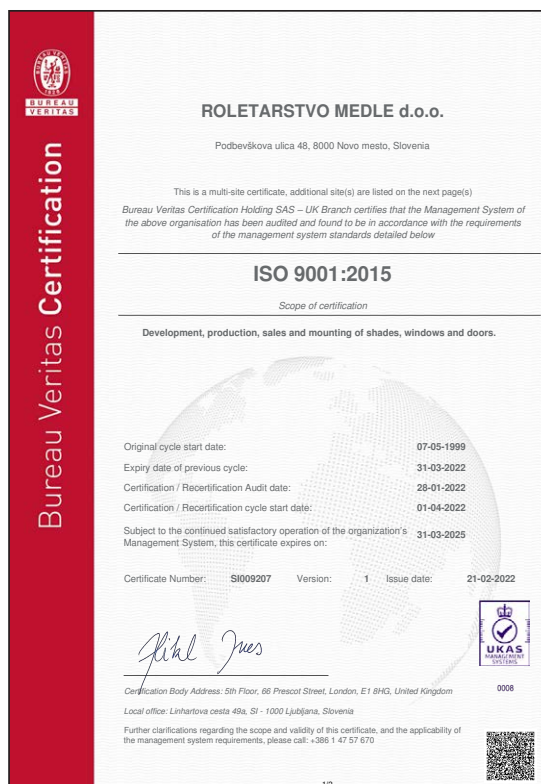 BUREAU
VERITAS
Bureau Veritas Certification
ROLETARSTVO MEDLE d.o.o.
Podbevškova ulica 48, 8000 Novo mesto, Slovenia
This is a multi-site certificate, additional site(s) are listed on the next page(s)
Bureau Veritas Certification Holding SAS – UK Branch certifies that the Management System of
the above organisation has been audited and found to be in accordance with the requirements
of the management system standards detailed below
ISO 9001:2015
Scope of certification
Development, production, sales and mounting of shades, windows and doors.
Original cycle start date: 07-05-1999
Expiry date of previous cycle: 31-03-2022
Certification / Recertification Audit date: 28-01-2022
Certification / Recertification cycle start date: 01-04-2022
Subject to the continued satisfactory operation of the organization's
Management System, this certificate expires on: 31-03-2025
Certificate Number: SI009207 Version: 1 Issue date: 21-02-2022
UKAS
MANAGEMENT
SYSTEMS
0008
Certification Body Address: 5th Floor, 66 Prescot Street, London, E1 8HG, United Kingdom
Local office: Linhartova cesta 49a, SI - 1000 Ljubljana, Slovenia
Further clarifications regarding the scope and validity of this certificate, and the applicability of
the management system requirements, please call: +386 1 47 57 670